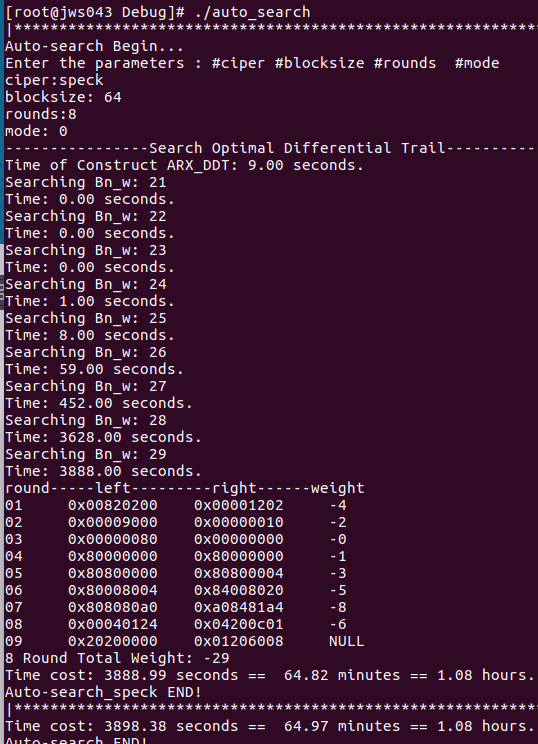 [root@jws043 Debug]# ./auto_search
|*************************************************************
Auto-search Begin...
Enter the parameters : #ciper #blocksize #rounds  #mode
ciper:speck
blocksize: 64
rounds:8
mode: 0
----------------Search Optimal Differential Trail----------
Time of Construct ARX_DDT: 9.00 seconds.
Searching Bn_w: 21
Time: 0.00 seconds.
Searching Bn_w: 22
Time: 0.00 seconds.
Searching Bn_w: 23
Time: 0.00 seconds.
Searching Bn_w: 24
Time: 1.00 seconds.
Searching Bn_w: 25
Time: 8.00 seconds.
Searching Bn_w: 26
Time: 59.00 seconds.
Searching Bn_w: 27
Time: 452.00 seconds.
Searching Bn_w: 28
Time: 3628.00 seconds.
Searching Bn_w: 29
Time: 3888.00 seconds.
round-----left---------right------weight
01     0x00820200    0x00001202     -4
02     0x00009000    0x00000010     -2
03     0x00000080    0x00000000     -0
04     0x80000000    0x80000000     -1
05     0x80800000    0x80800004     -3
06     0x80008004    0x84008020     -5
07     0x808080a0    0xa08481a4     -8
08     0x00040124    0x04200c01     -6
09     0x20200000    0x01206008     NULL
8 Round Total Weight: -29
Time cost: 3888.99 seconds ==  64.82 minutes == 1.08 hours.
Auto-search_speck END!
|*************************************************************
Time cost: 3898.38 seconds ==  64.97 minutes == 1.08 hours.
Auto-search END!